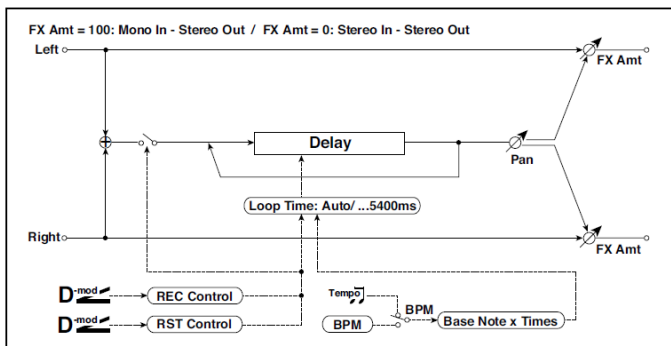 FX Amt = 100: Mono In - Stereo Out / FX Amt = 0: Stereo In - Stereo Out
Left
FX Amt
Delay
Pan
Loop Time: Auto/ ...5400ms
Right
FX Amt
D-mod
REC Control
Tempo
BPM
D-mod
RST Control
BPM
Base Note x Times